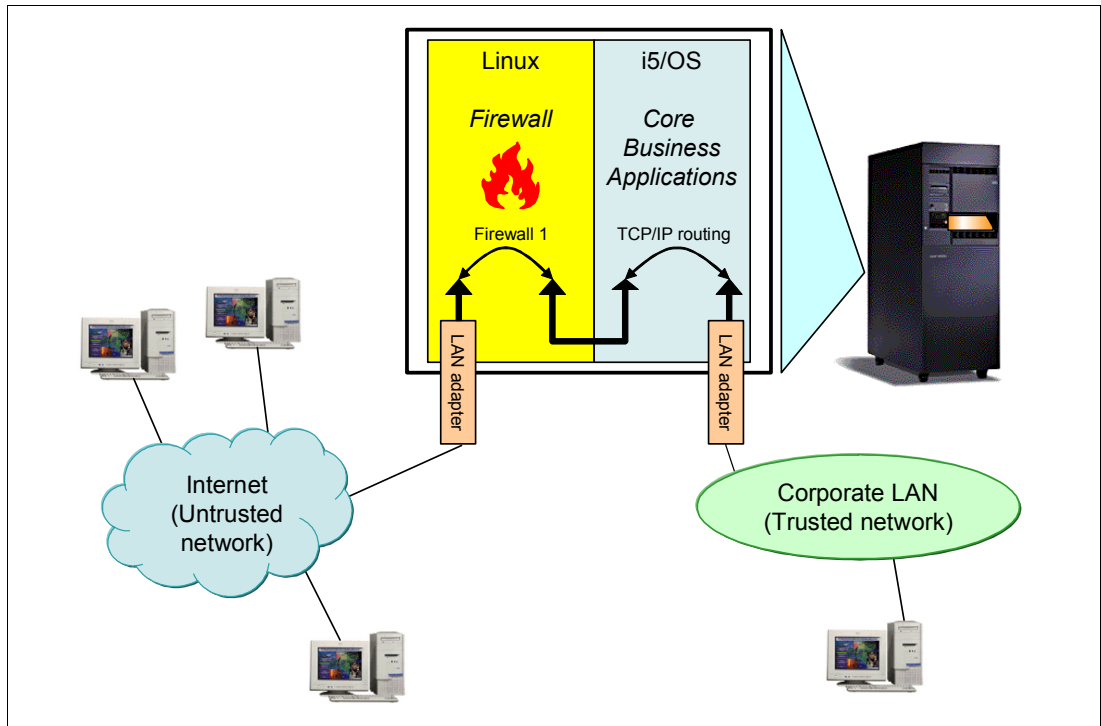 Linux
i5/OS
Firewall
Core
Business
Applications
Firewall 1
TCP/IP routing
LAN adapter
LAN adapter
Internet
(Untrusted
network)
Corporate LAN
(Trusted network)